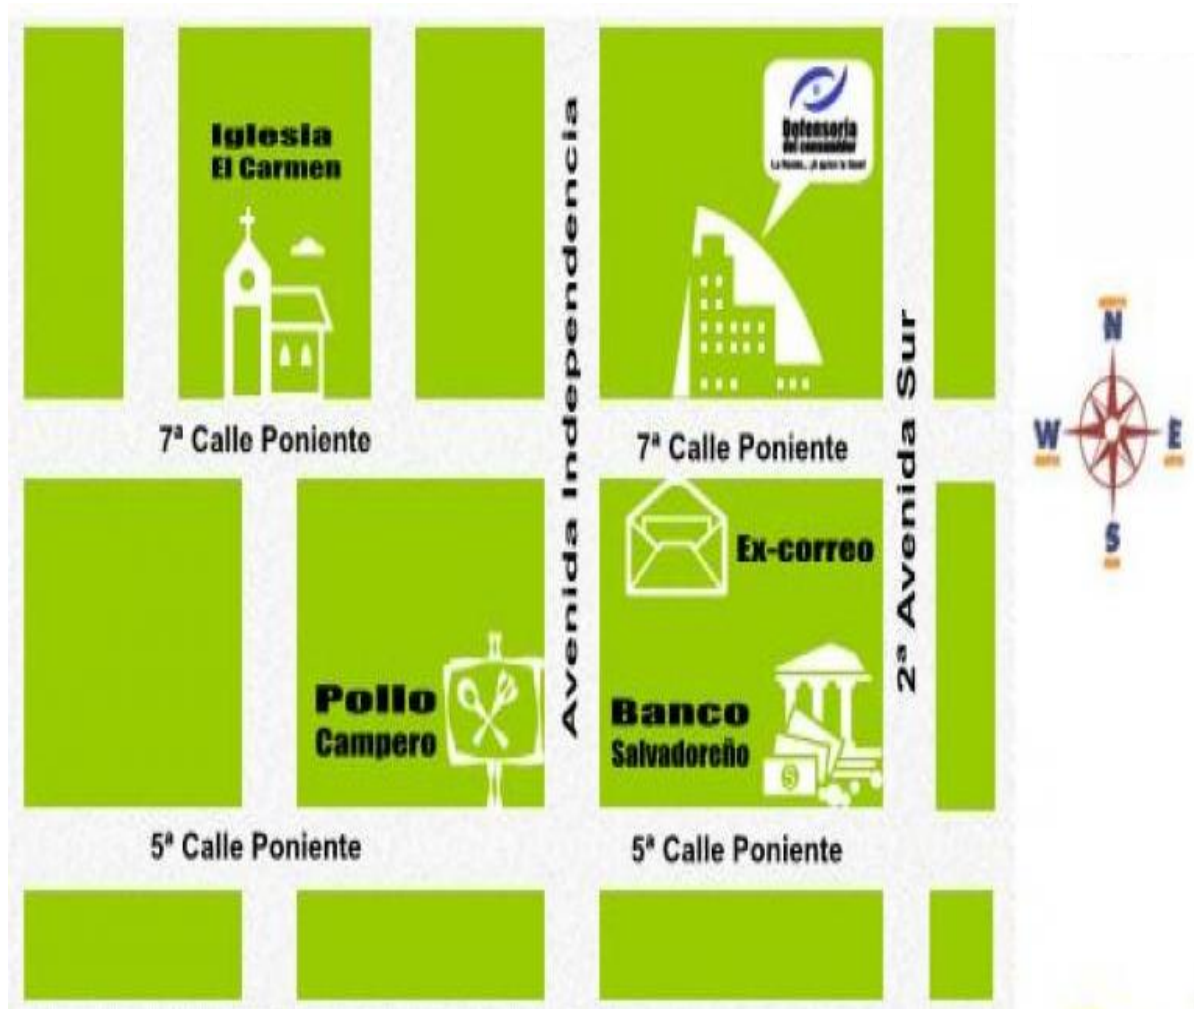 Iglesia
El Carmen
Defensoría
del consumidor
Avenida Independencia
2ª Avenida Sur
7ª Calle Poniente
7ª Calle Poniente
N
W
E
S
Ex-correo
Pollo
Campero
Banco
Salvadoreño
$
5ª Calle Poniente
5ª Calle Poniente